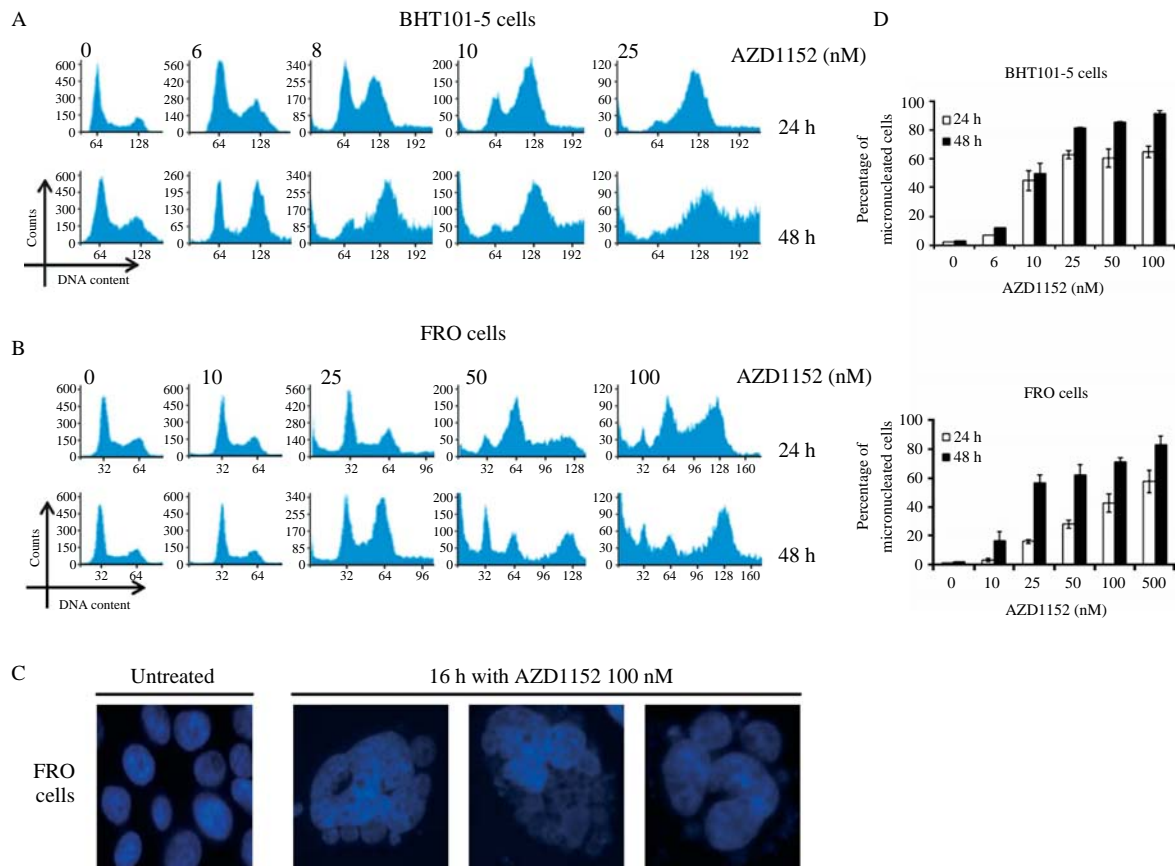 A
BHT101-5 cells
0 6 8 10 25 AZD1152 (nM)
600 450 300 150 0
64 128
560 420 280 140 0
64 128
340 255 170 85 0
64 128 192
200 150 100 50 0
64 128 192
120 90 60 30 0
64 128 192
24 h
Counts
600 450 300 150 0
64 128
260 195 130 65 0
64 128
340 255 170 85 0
64 128 192
200 150 100 50 0
64 128 192
120 90 60 30 0
64 128 192
48 h
DNA content
B
FRO cells
0 10 25 50 100 AZD1152 (nM)
600 450 300 150 0
32 64
600 450 300 150 0
32 64
560 420 280 140 0
32 64 96
200 150 100 50 0
32 64 96 128
120 90 60 30 0
32 64 96 128 160
24 h
Counts
600 450 300 150 0
32 64
600 450 300 150 0
32 64
340 255 170 85 0
32 64 96
200 150 100 50 0
32 64 96 128
120 90 60 30 0
32 64 96 128 160
48 h
DNA content
C
Untreated
16 h with AZD1152 100 nM
FRO
cells
D
BHT101-5 cells
Percentage of
micronucleated cells
100
80
60
40
20
0
24 h
48 h
0 6 10 25 50 100
AZD1152 (nM)
FRO cells
Percentage of
micronucleated cells
100
80
60
40
20
0
24 h
48 h
0 10 25 50 100 500
AZD1152 (nM)